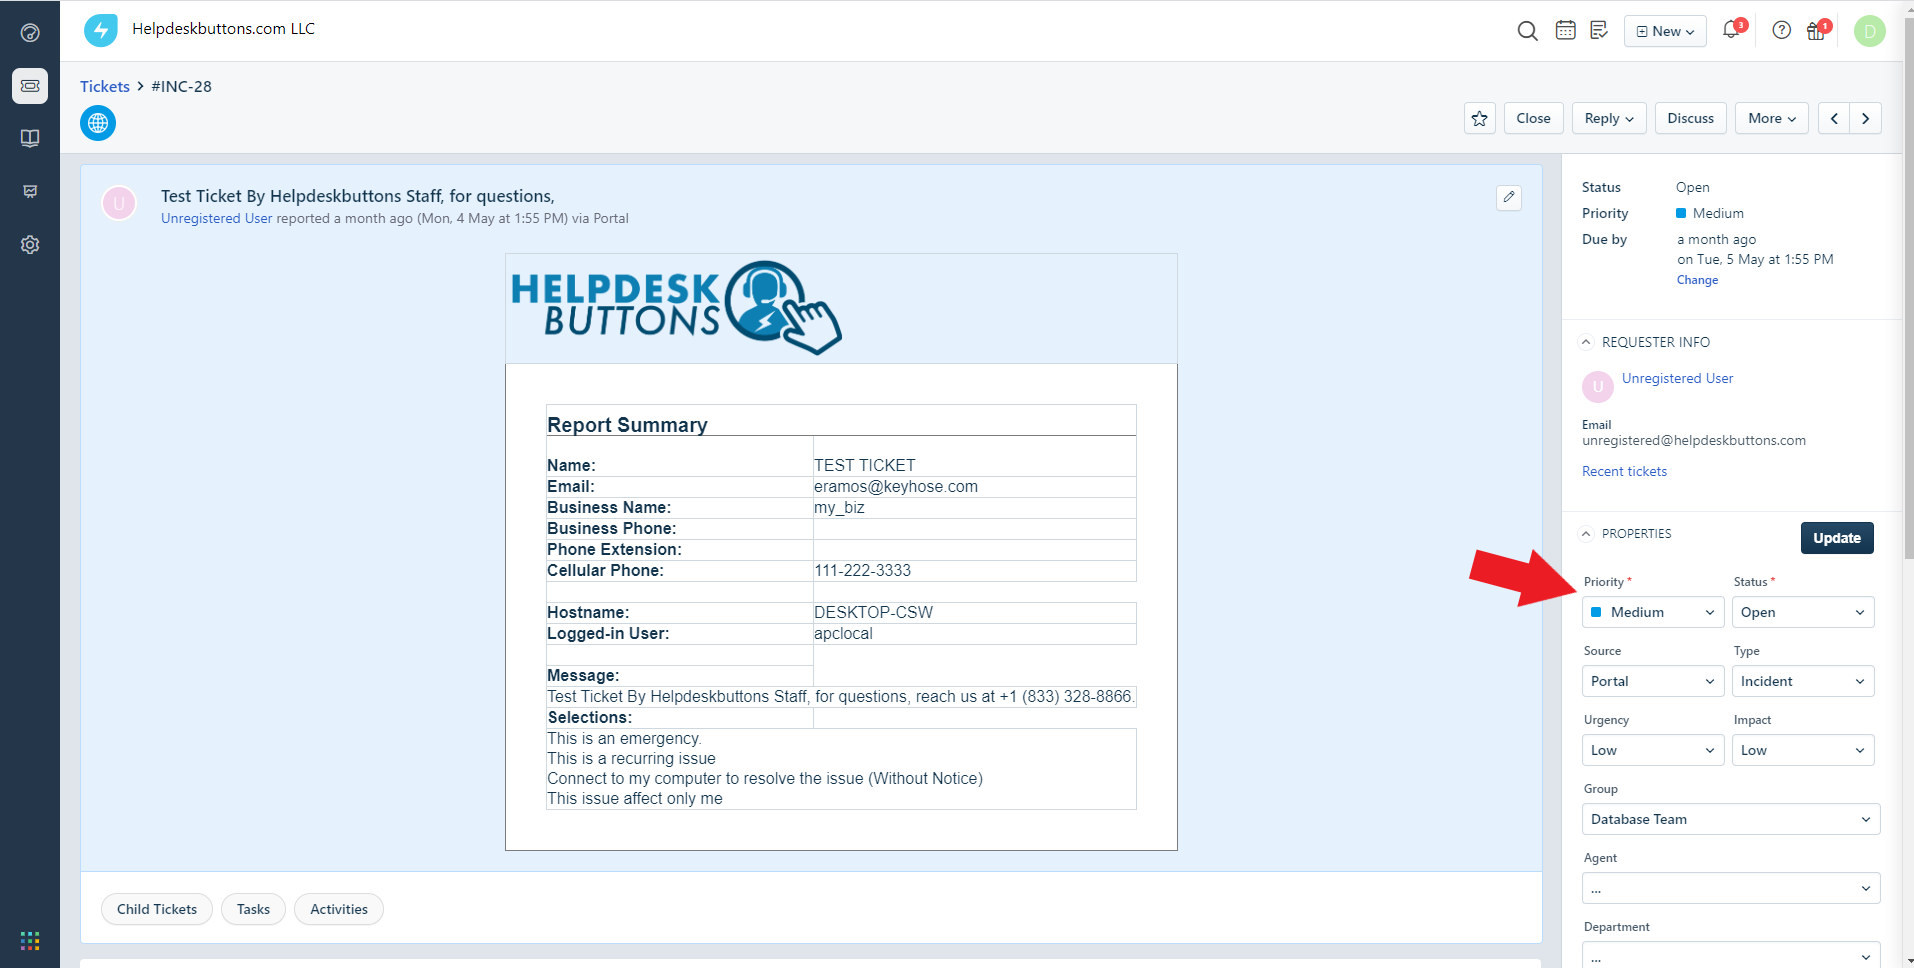 Helpdeskbuttons.com LLC
New
3
1
D
Tickets > #INC-28
Close
Reply
Discuss
More
U
Test Ticket By Helpdeskbuttons Staff, for questions,
Unregistered User reported a month ago (Mon, 4 May at 1:55 PM) via Portal
HELPDESK
BUTTONS
Report Summary
Name: TEST TICKET
Email: eramos@keyhose.com
Business Name: my_biz
Business Phone:
Phone Extension:
Cellular Phone: 111-222-3333
Hostname: DESKTOP-CSW
Logged-in User: apclocal
Message:
Test Ticket By Helpdeskbuttons Staff, for questions, reach us at +1 (833) 328-8866.
Selections:
This is an emergency.
This is a recurring issue
Connect to my computer to resolve the issue (Without Notice)
This issue affect only me
Child Tickets
Tasks
Activities
Status Open
Priority Medium
Due by a month ago
on Tue, 5 May at 1:55 PM
Change
REQUESTER INFO
U
Unregistered User
Email
unregistered@helpdeskbuttons.com
Recent tickets
PROPERTIES
Update
Priority * Status *
Medium Open
Source Type
Portal Incident
Urgency Impact
Low Low
Group
Database Team
Agent
...
Department
...